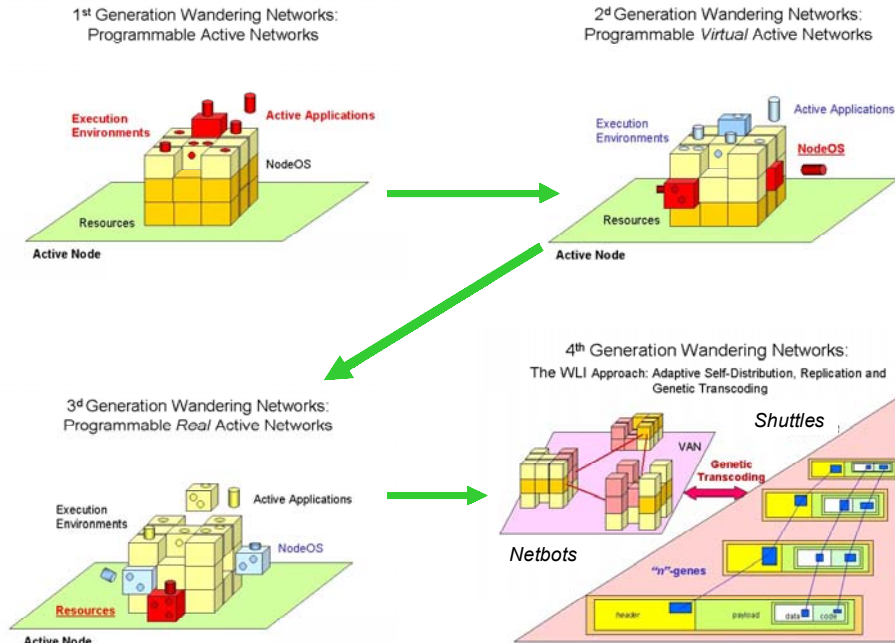 1st Generation Wandering Networks:
Programmable Active Networks
Execution
Environments
Active Applications
NodeOS
Resources
Active Node
2d Generation Wandering Networks:
Programmable Virtual Active Networks
Execution
Environments
Active Applications
NodeOS
Resources
Active Node
3d Generation Wandering Networks:
Programmable Real Active Networks
Execution
Environments
Active Applications
NodeOS
Resources
Active Node
4th Generation Wandering Networks:
The WLI Approach: Adaptive Self-Distribution, Replication and
Genetic Transcoding
Shuttles
VAN
Genetic
Transcoding
Netbots
"n"-genes
header
payload
data
code